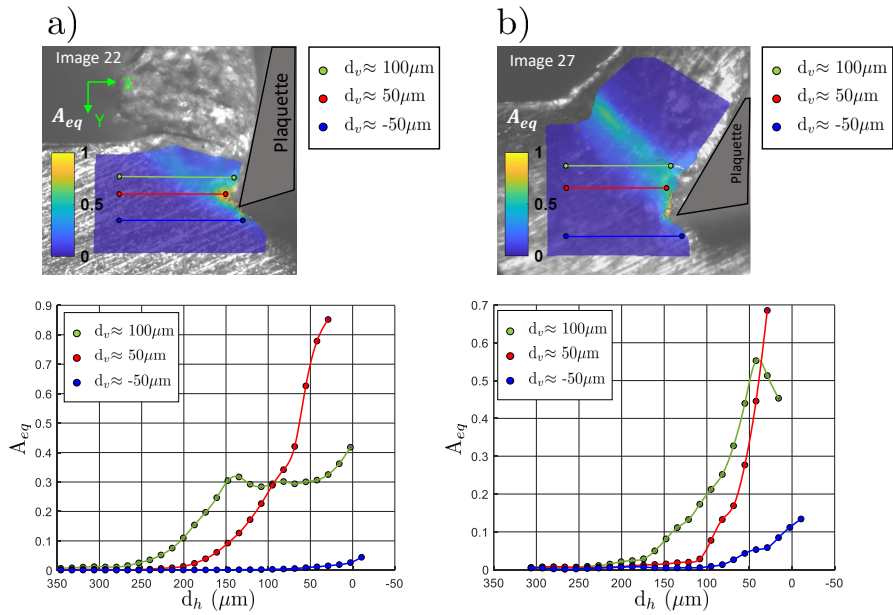 a)
Image 22
X
Y
A_eq
1
0.5
0
Plaquette
d_v≈ 100μm
d_v≈ 50μm
d_v≈ -50μm
b)
Image 27
A_eq
1
0.5
0
Plaquette
d_v≈ 100μm
d_v≈ 50μm
d_v≈ -50μm
0.9
0.8
0.7
0.6
0.5
0.4
0.3
0.2
0.1
0
A_eq
d_v≈ 100μm
d_v≈ 50μm
d_v≈ -50μm
345 300 250 200 150 100 50 0 -50
d_h (μm)
0.7
0.6
0.5
0.4
0.3
0.2
0.1
0
A_eq
d_v≈ 100μm
d_v≈ 50μm
d_v≈ -50μm
350 300 250 200 150 100 50 0 -50
d_h (μm)